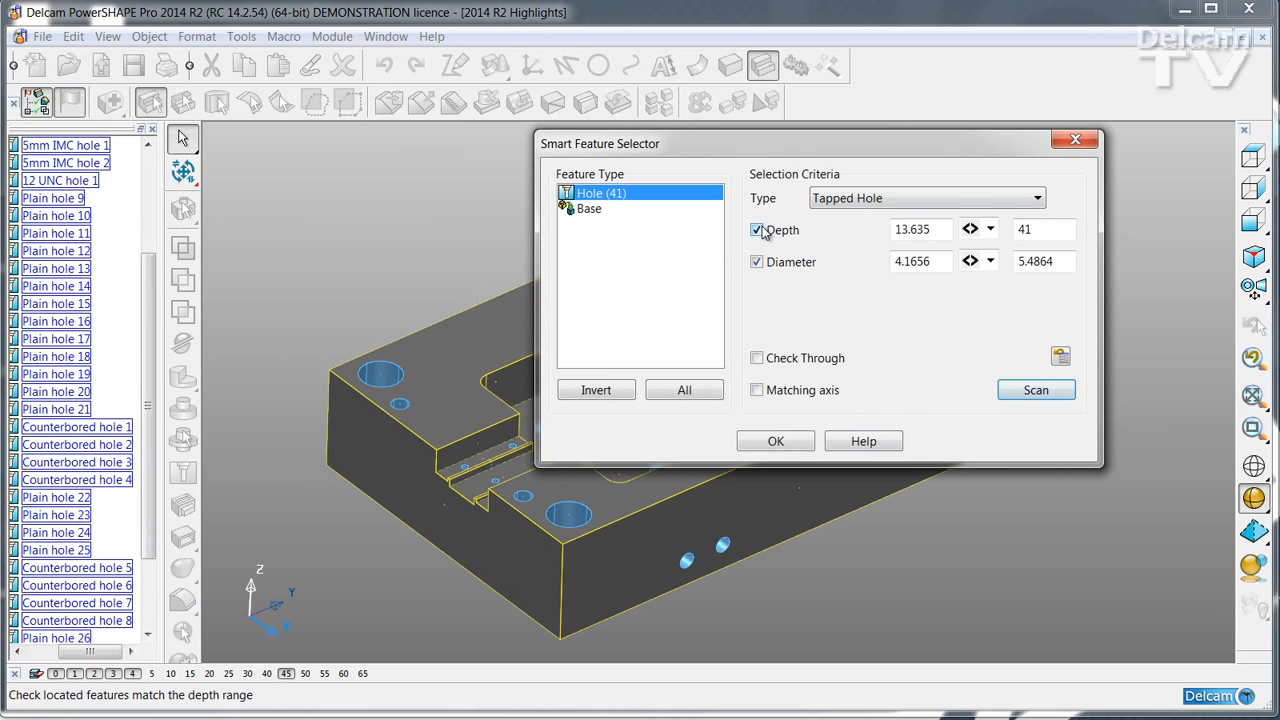 Delcam PowerSHAPE Pro 2014 R2 (RC 14.2.54) (64-bit) DEMONSTRATION licence - [2014 R2 Highlights]
File Edit View Object Format Tools Macro Module Window Help
Delcam
TV
5mm IMC hole 1
5mm IMC hole 2
12 UNC hole 1
Plain hole 9
Plain hole 10
Plain hole 11
Plain hole 12
Plain hole 13
Plain hole 14
Plain hole 15
Plain hole 16
Plain hole 17
Plain hole 18
Plain hole 19
Plain hole 20
Plain hole 21
Counterbored hole 1
Counterbored hole 2
Counterbored hole 3
Counterbored hole 4
Plain hole 22
Plain hole 23
Plain hole 24
Plain hole 25
Counterbored hole 5
Counterbored hole 6
Counterbored hole 7
Counterbored hole 8
Plain hole 26
Smart Feature Selector
Feature Type
Hole (41)
Base
Invert All
Selection Criteria
Type Tapped Hole
Depth 13.635 41
Diameter 4.1656 5.4864
Check Through
Matching axis Scan
OK Help
Z
Y
X
0 1 2 3 4 5 10 15 20 25 30 35 40 45 50 55 60 65
Check located features match the depth range
Delcam